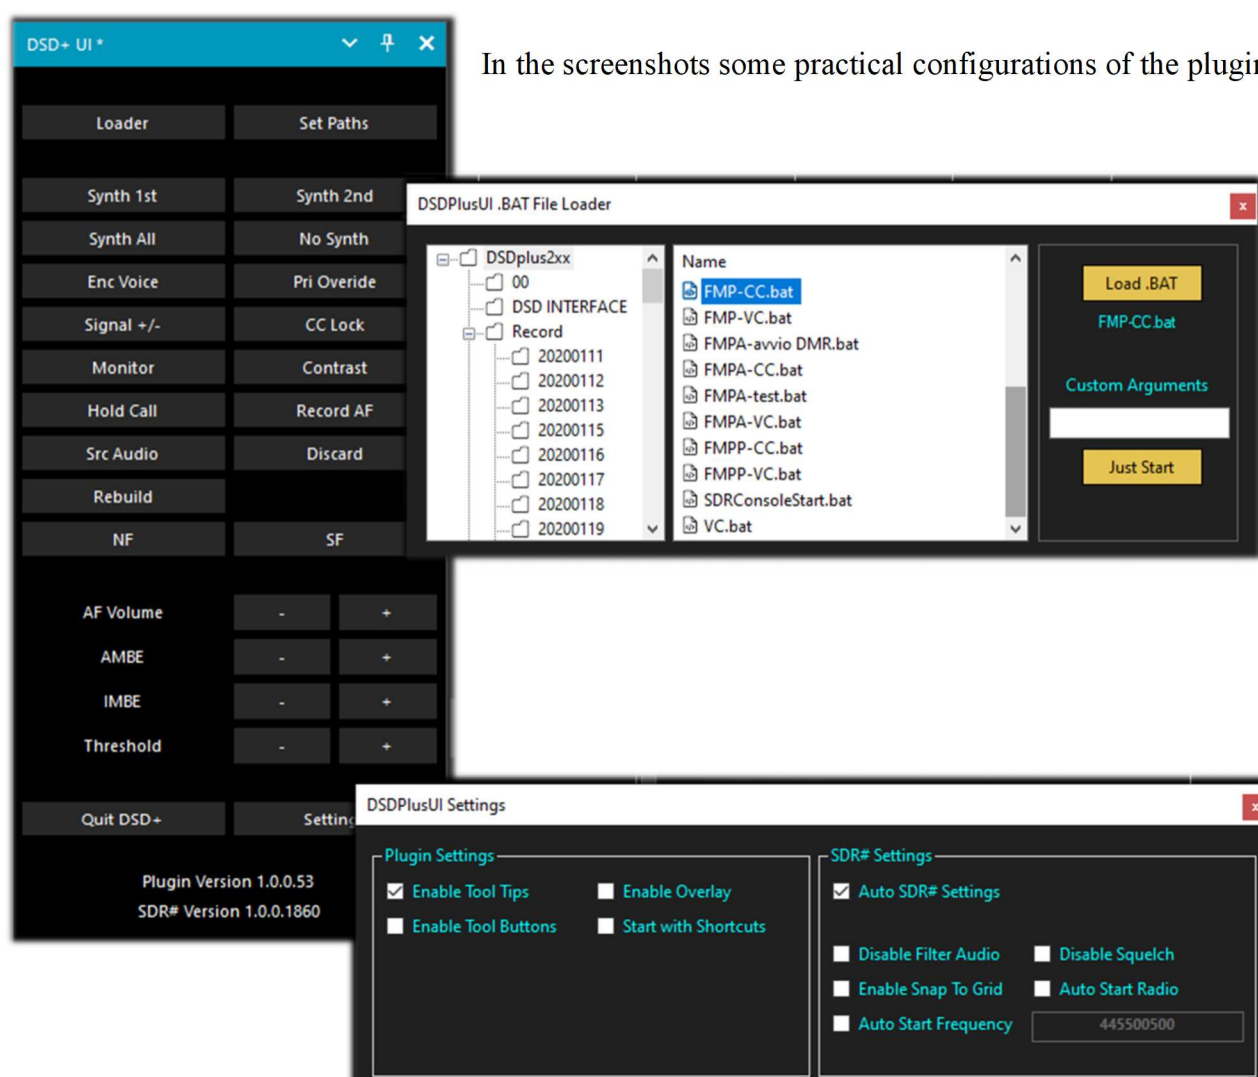 DSD+ UI *
In the screenshots some practical configurations of the plugin
Loader Set Paths
Synth 1st Synth 2nd
Synth All No Synth
Enc Voice Pri Overide
Signal +/- CC Lock
Monitor Contrast
Hold Call Record AF
Src Audio Discard
Rebuild
NF SF
AF Volume - +
AMBE - +
IMBE - +
Threshold - +
Quit DSD+ Setting
Plugin Version 1.0.0.53
SDR# Version 1.0.0.1860
DSDPlusUI .BAT File Loader
DSDplus2xx
00
DSD INTERFACE
Record
20200111
20200112
20200113
20200115
20200116
20200117
20200118
20200119
Name
FMP-CC.bat
FMP-VC.bat
FMPA-avvio DMR.bat
FMPA-CC.bat
FMPA-test.bat
FMPA-VC.bat
FMPP-CC.bat
FMPP-VC.bat
SDRConsoleStart.bat
VC.bat
Load .BAT
FMP-CC.bat
Custom Arguments
Just Start
DSDPlusUI Settings
Plugin Settings
Enable Tool Tips Enable Overlay
Enable Tool Buttons Start with Shortcuts
SDR# Settings
Auto SDR# Settings
Disable Filter Audio Disable Squelch
Enable Snap To Grid Auto Start Radio
Auto Start Frequency 445500500